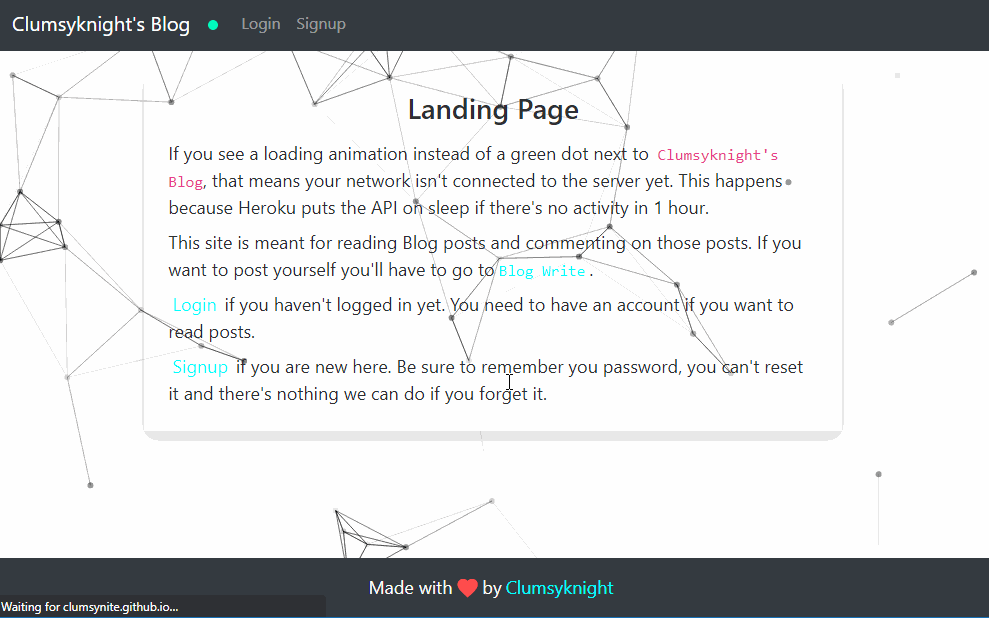 Clumsyknight's Blog Login Signup
Landing Page
If you see a loading animation instead of a green dot next to Clumsyknight's
Blog, that means your network isn't connected to the server yet. This happens
because Heroku puts the API on sleep if there's no activity in 1 hour.
This site is meant for reading Blog posts and commenting on those posts. If you
want to post yourself you'll have to go to Blog Write.
Login if you haven't logged in yet. You need to have an account if you want to
read posts.
Signup if you are new here. Be sure to remember you password, you can't reset
it and there's nothing we can do if you forget it.
Made with ❤ by Clumsyknight
Waiting for clumsynite.github.io...